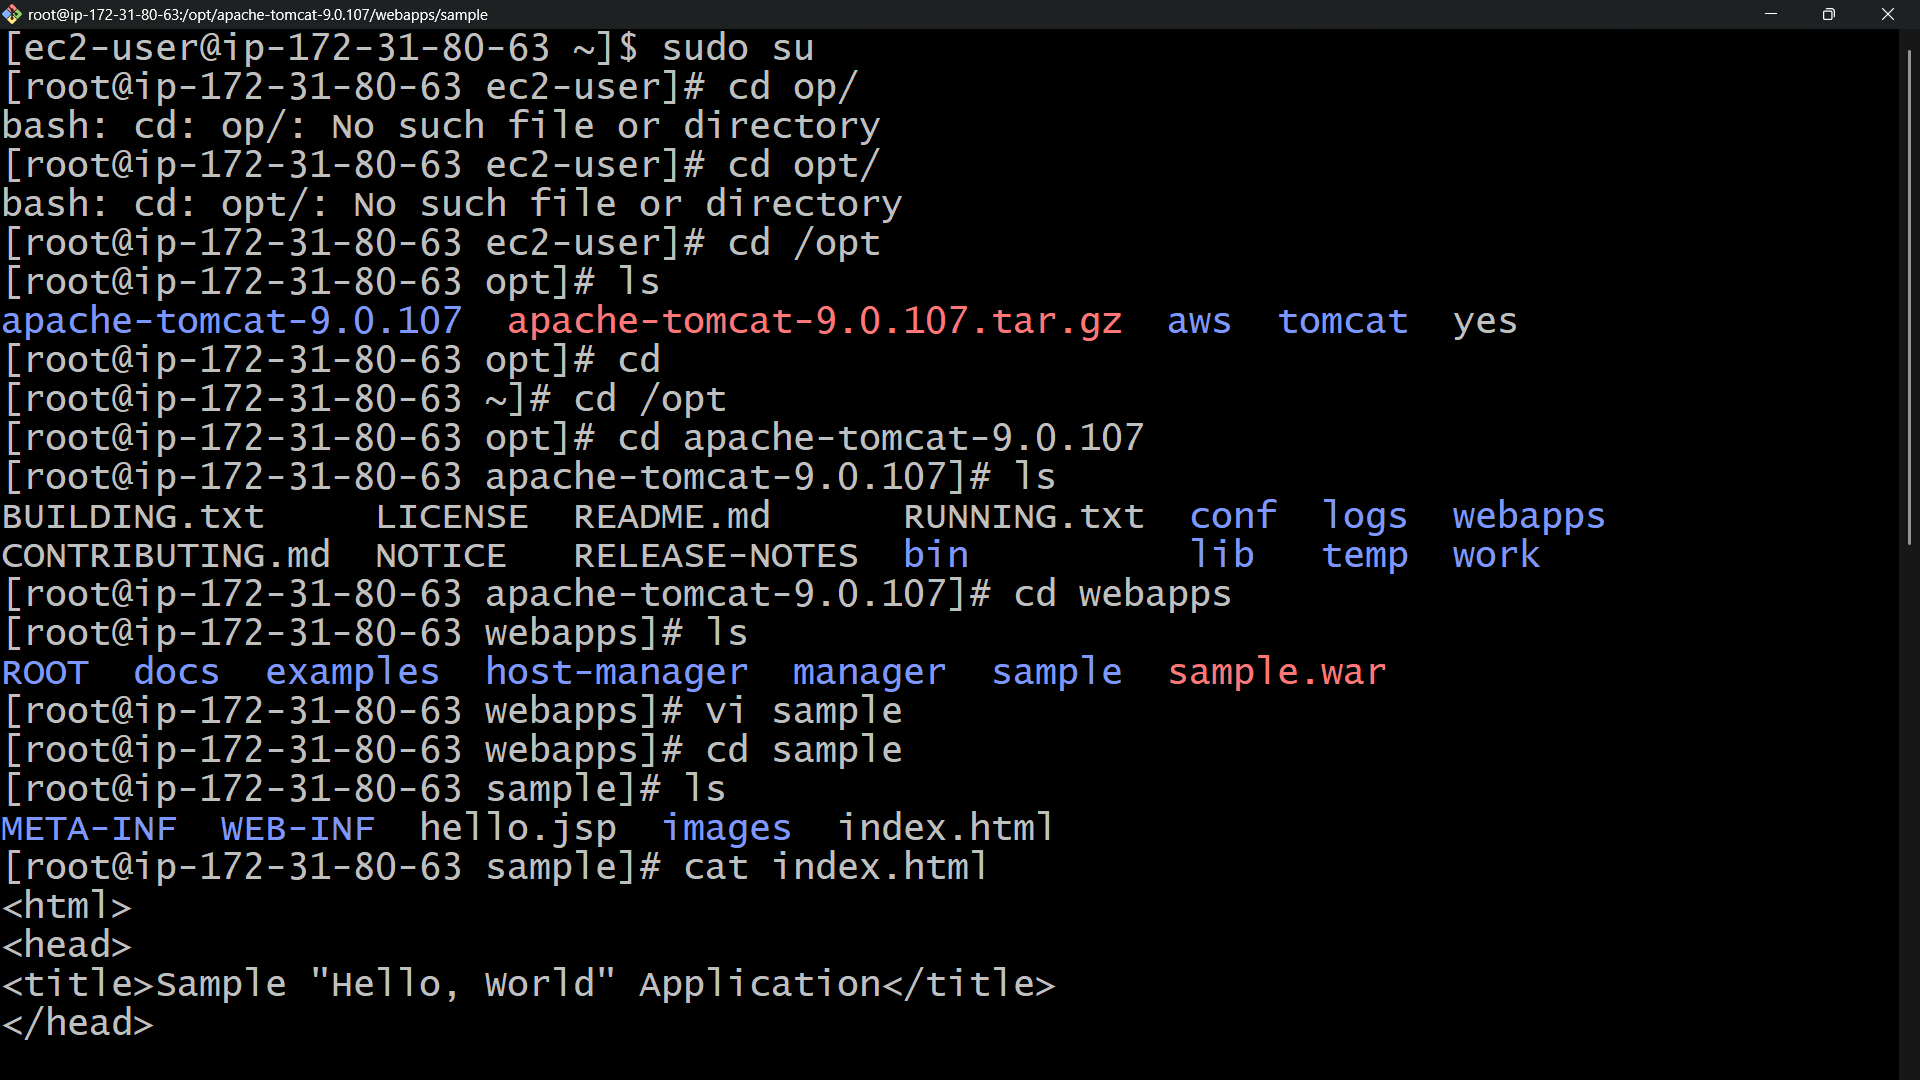 root@ip-172-31-80-63:/opt/apache-tomcat-9.0.107/webapps/sample
[ec2-user@ip-172-31-80-63 ~]$ sudo su
[root@ip-172-31-80-63 ec2-user]# cd op/
bash: cd: op/: No such file or directory
[root@ip-172-31-80-63 ec2-user]# cd opt/
bash: cd: opt/: No such file or directory
[root@ip-172-31-80-63 ec2-user]# cd /opt
[root@ip-172-31-80-63 opt]# ls
apache-tomcat-9.0.107  apache-tomcat-9.0.107.tar.gz  aws  tomcat  yes
[root@ip-172-31-80-63 opt]# cd
[root@ip-172-31-80-63 ~]# cd /opt
[root@ip-172-31-80-63 opt]# cd apache-tomcat-9.0.107
[root@ip-172-31-80-63 apache-tomcat-9.0.107]# ls
BUILDING.txt     LICENSE  README.md      RUNNING.txt  conf  logs  webapps
CONTRIBUTING.md  NOTICE   RELEASE-NOTES  bin          lib   temp  work
[root@ip-172-31-80-63 apache-tomcat-9.0.107]# cd webapps
[root@ip-172-31-80-63 webapps]# ls
ROOT  docs  examples  host-manager  manager  sample  sample.war
[root@ip-172-31-80-63 webapps]# vi sample
[root@ip-172-31-80-63 webapps]# cd sample
[root@ip-172-31-80-63 sample]# ls
META-INF  WEB-INF  hello.jsp  images  index.html
[root@ip-172-31-80-63 sample]# cat index.html
<html>
<head>
<title>Sample "Hello, World" Application</title>
</head>